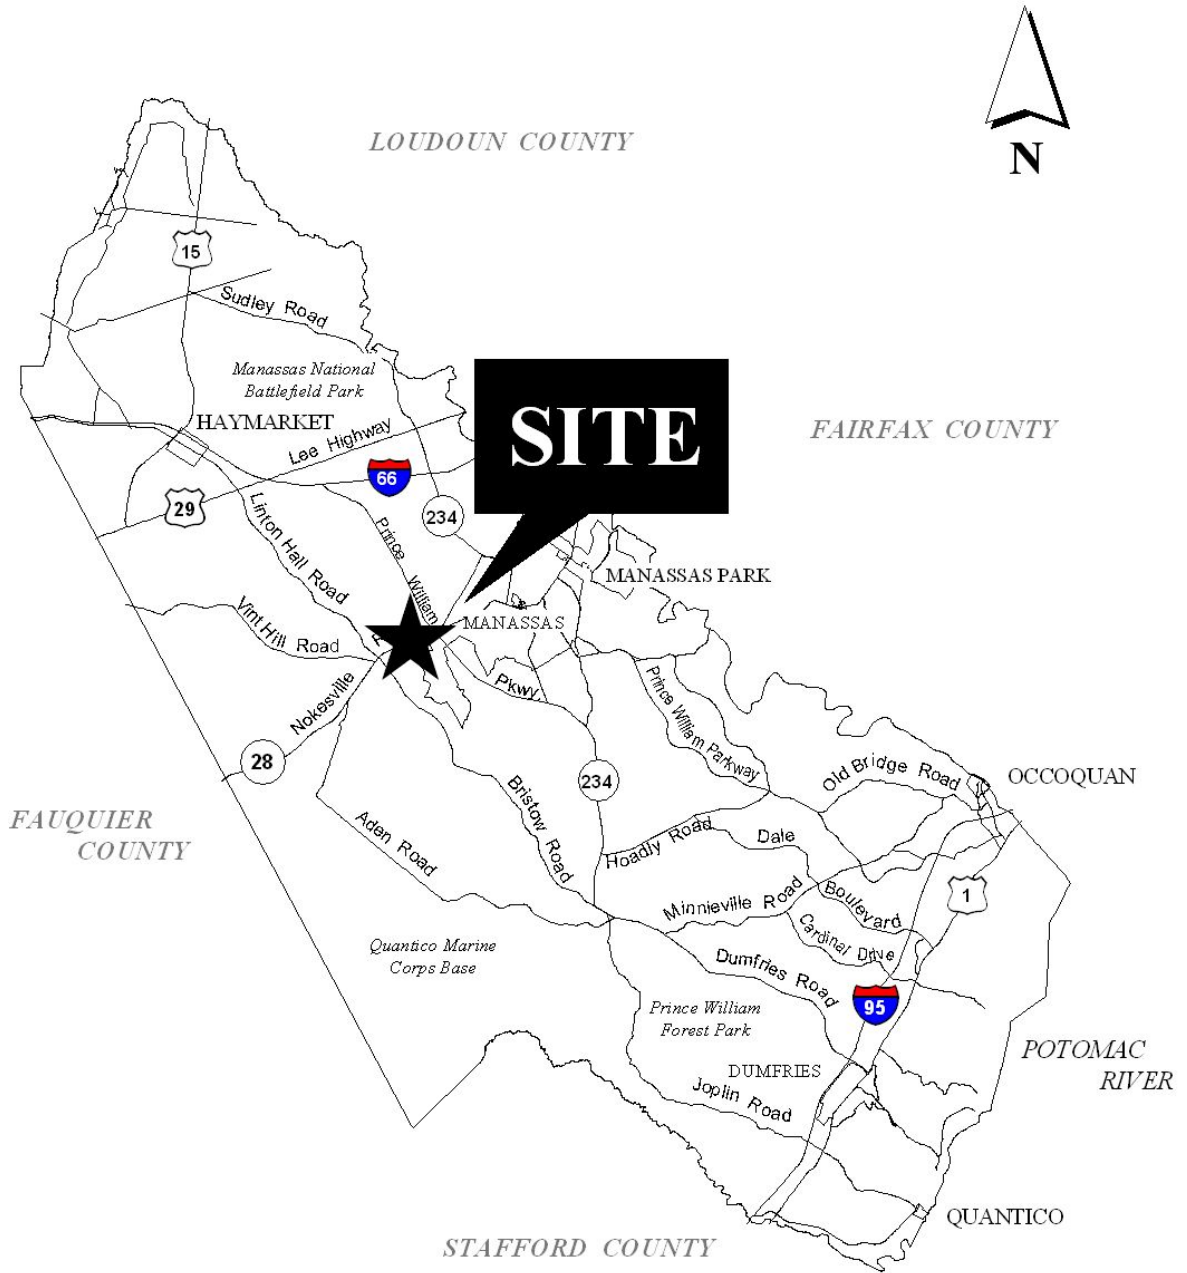 N
LOUDOUN COUNTY
15
Sudley Road
Manassas National
Battlefield Park
HAYMARKET
Lee Highway
SITE
FAIRFAX COUNTY
66
29
234
Linton Hall Road
Prince William
MANASSAS PARK
Vint Hill Road
MANASSAS
Pkwy
Nokesville
28
Prince William Parkway
234
Old Bridge Road
OCCOQUAN
FAUQUIER
COUNTY
Aden Road
Bristow Road
Hoadly Road
Dale
Boulevard
1
Minnieville Road
Cardinal Drive
Quantico Marine
Corps Base
Dumfries Road
95
Prince William
Forest Park
POTOMAC
RIVER
DUMFRIES
Joplin Road
QUANTICO
STAFFORD COUNTY